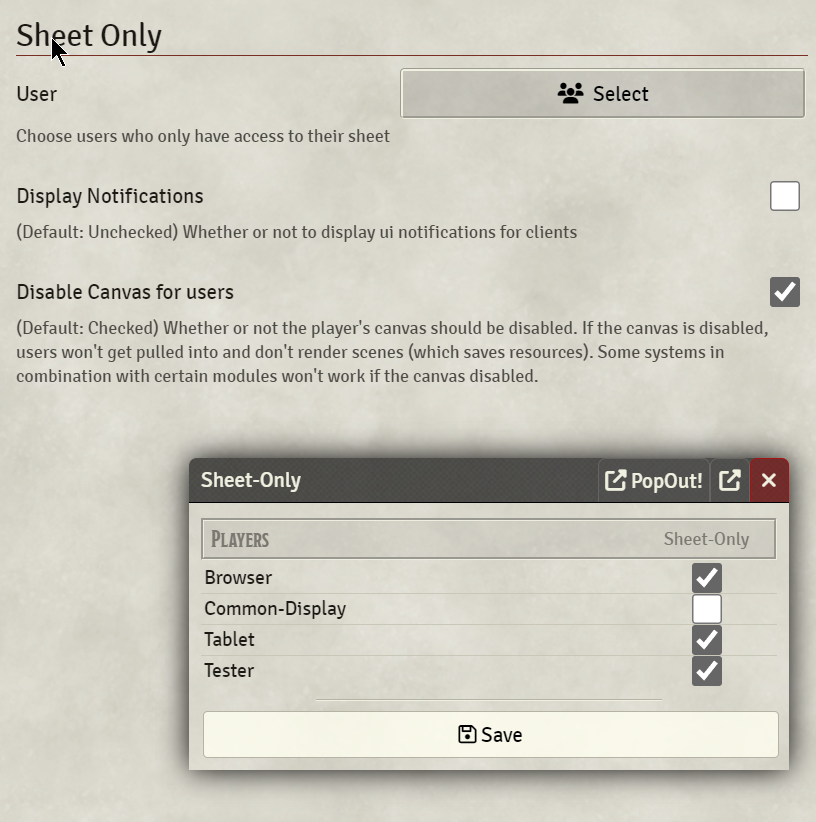 Sheet Only
User
Select
Choose users who only have access to their sheet
Display Notifications
(Default: Unchecked) Whether or not to display ui notifications for clients
Disable Canvas for users
(Default: Checked) Whether or not the player's canvas should be disabled. If the canvas is disabled,
users won't get pulled into and don't render scenes (which saves resources). Some systems in
combination with certain modules won't work if the canvas disabled.
Sheet-Only PopOut!
Players Sheet-Only
Browser
Common-Display
Tablet
Tester
Save